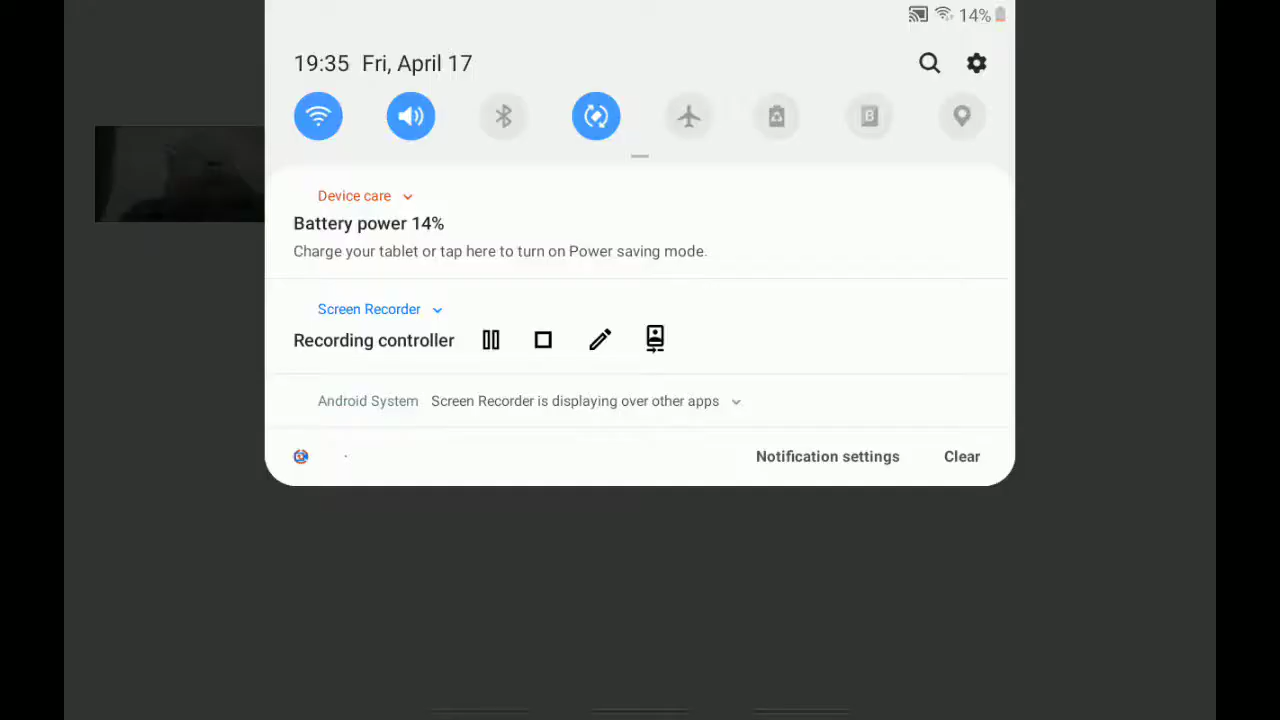 14%
19:35 Fri, April 17
Device care
Battery power 14%
Charge your tablet or tap here to turn on Power saving mode.
Screen Recorder
Recording controller
Android System Screen Recorder is displaying over other apps
Notification settings Clear